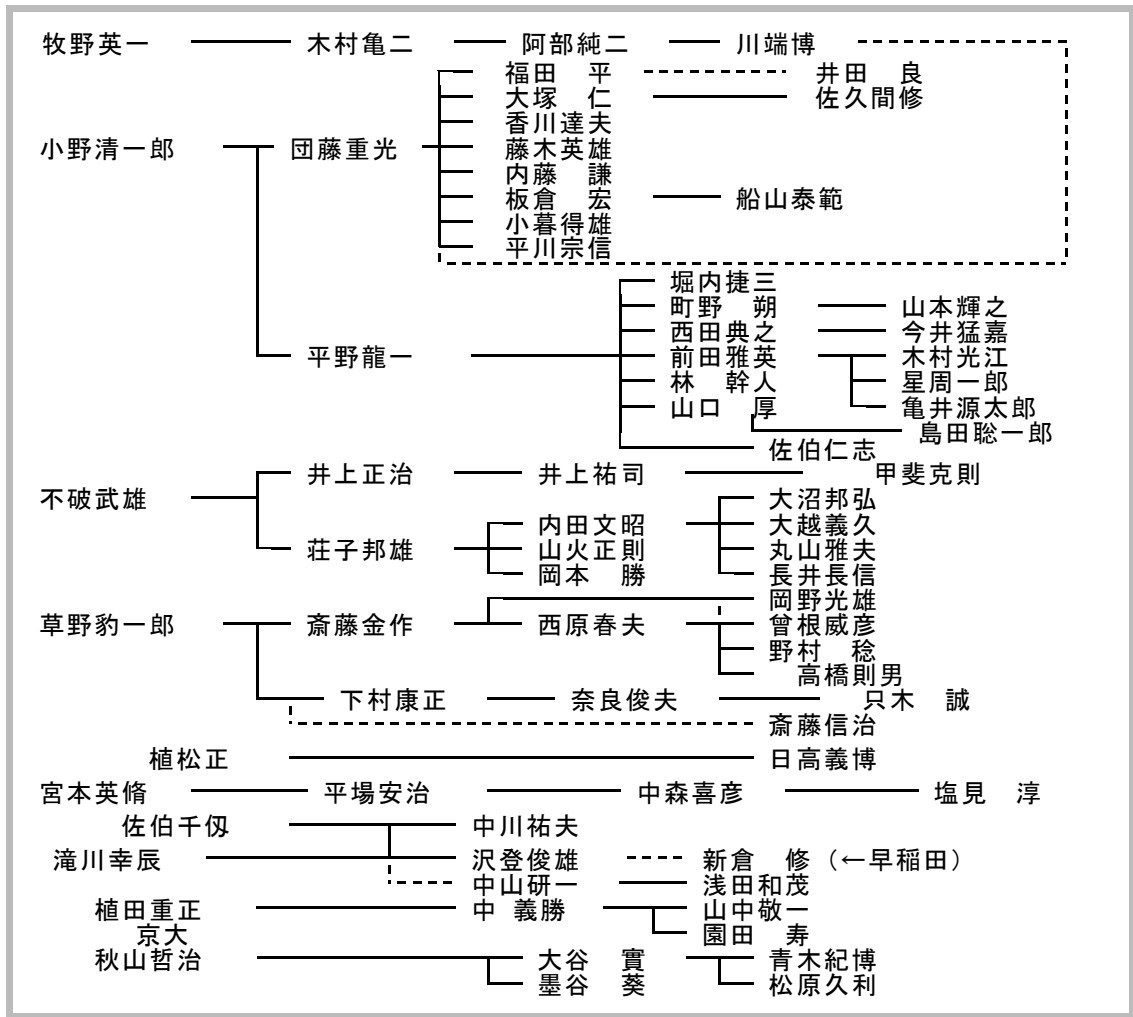 牧野英一 木村亀二 阿部純二 川端博
福田　平 井田　良
大塚　仁 佐久間修
香川達夫
小野清一郎 団藤重光 藤木英雄
内藤　謙
板倉　宏 船山泰範
小暮得雄
平川宗信
堀内捷三
町野　朔 山本輝之
西田典之 今井猛嘉
平野龍一 前田雅英 木村光江
林　幹人 星周一郎
山口　厚 亀井源太郎
島田聡一郎
佐伯仁志
井上正治 井上祐司 甲斐克則
不破武雄 大沼邦弘
内田文昭 大越義久
荘子邦雄 山火正則 丸山雅夫
岡本　勝 長井長信
岡野光雄
草野豹一郎 斎藤金作 西原春夫 曾根威彦
野村　稔
高橋則男
下村康正 奈良俊夫 只木　誠
斎藤信治
植松正 日高義博
宮本英脩 平場安治 中森喜彦 塩見　淳
佐伯千仭 中川祐夫
滝川幸辰 沢登俊雄 新倉　修（←早稲田）
中山研一 浅田和茂
植田重正 中 義勝 山中敬一
京大 園田　寿
秋山哲治 大谷　實 青木紀博
墨谷　葵 松原久利